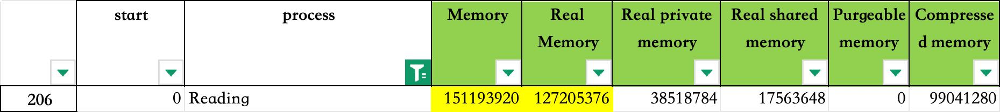 start process Memory Real Memory Real private memory Real shared memory Purgeable memory Compressed memory
206 0 Reading 151193920 127205376 38518784 17563648 0 99041280